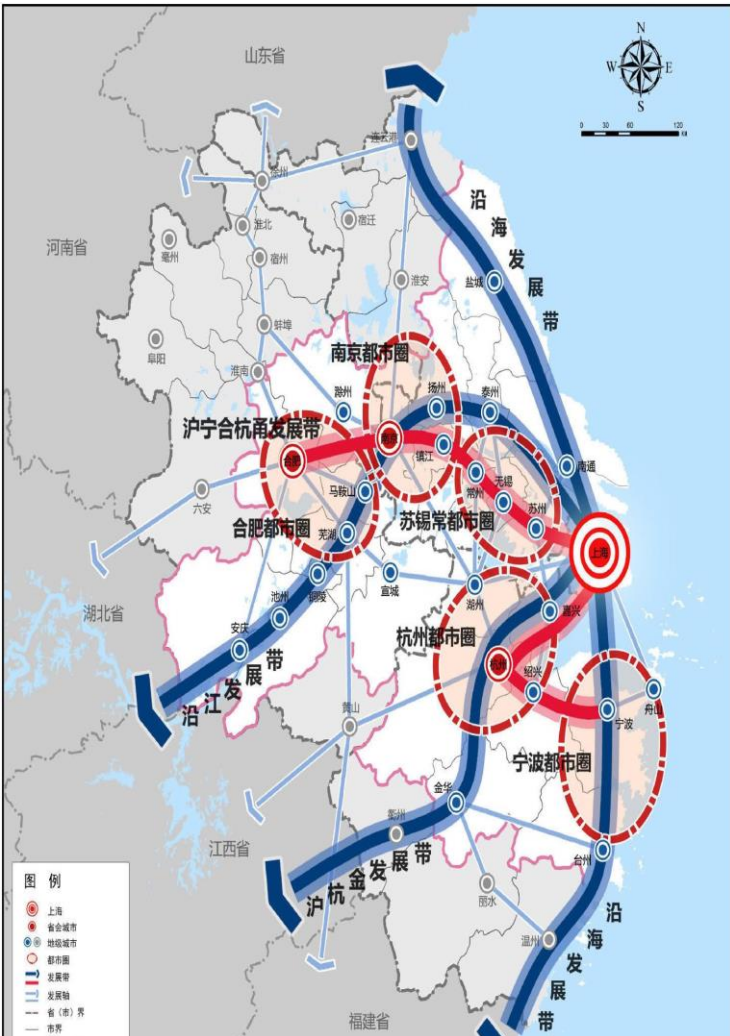 N
W
E
S
0 30 60 120
山东省
连云港
徐州
沿海发展带
淮北
宿迁
河南省
亳州
宿州
淮安
盐城
蚌埠
阜阳
南京都市圈
淮南
滁州
扬州
泰州
沪宁合杭甬发展带
南京
镇江
合肥
南通
马鞍山
常州
无锡
六安
苏州
合肥都市圈
芜湖
苏锡常都市圈
上海
铜陵
宣城
湖州
湖北省
池州
嘉兴
安庆
杭州都市圈
杭州
绍兴
沿江发展带
黄山
宁波
舟山
宁波都市圈
金华
衢州
江西省
台州
沪杭金发展带
丽水
沿海发展带
温州
福建省
图 例
上海
省会城市
地级城市
都市圈
发展带
发展轴
省（市）界
市界